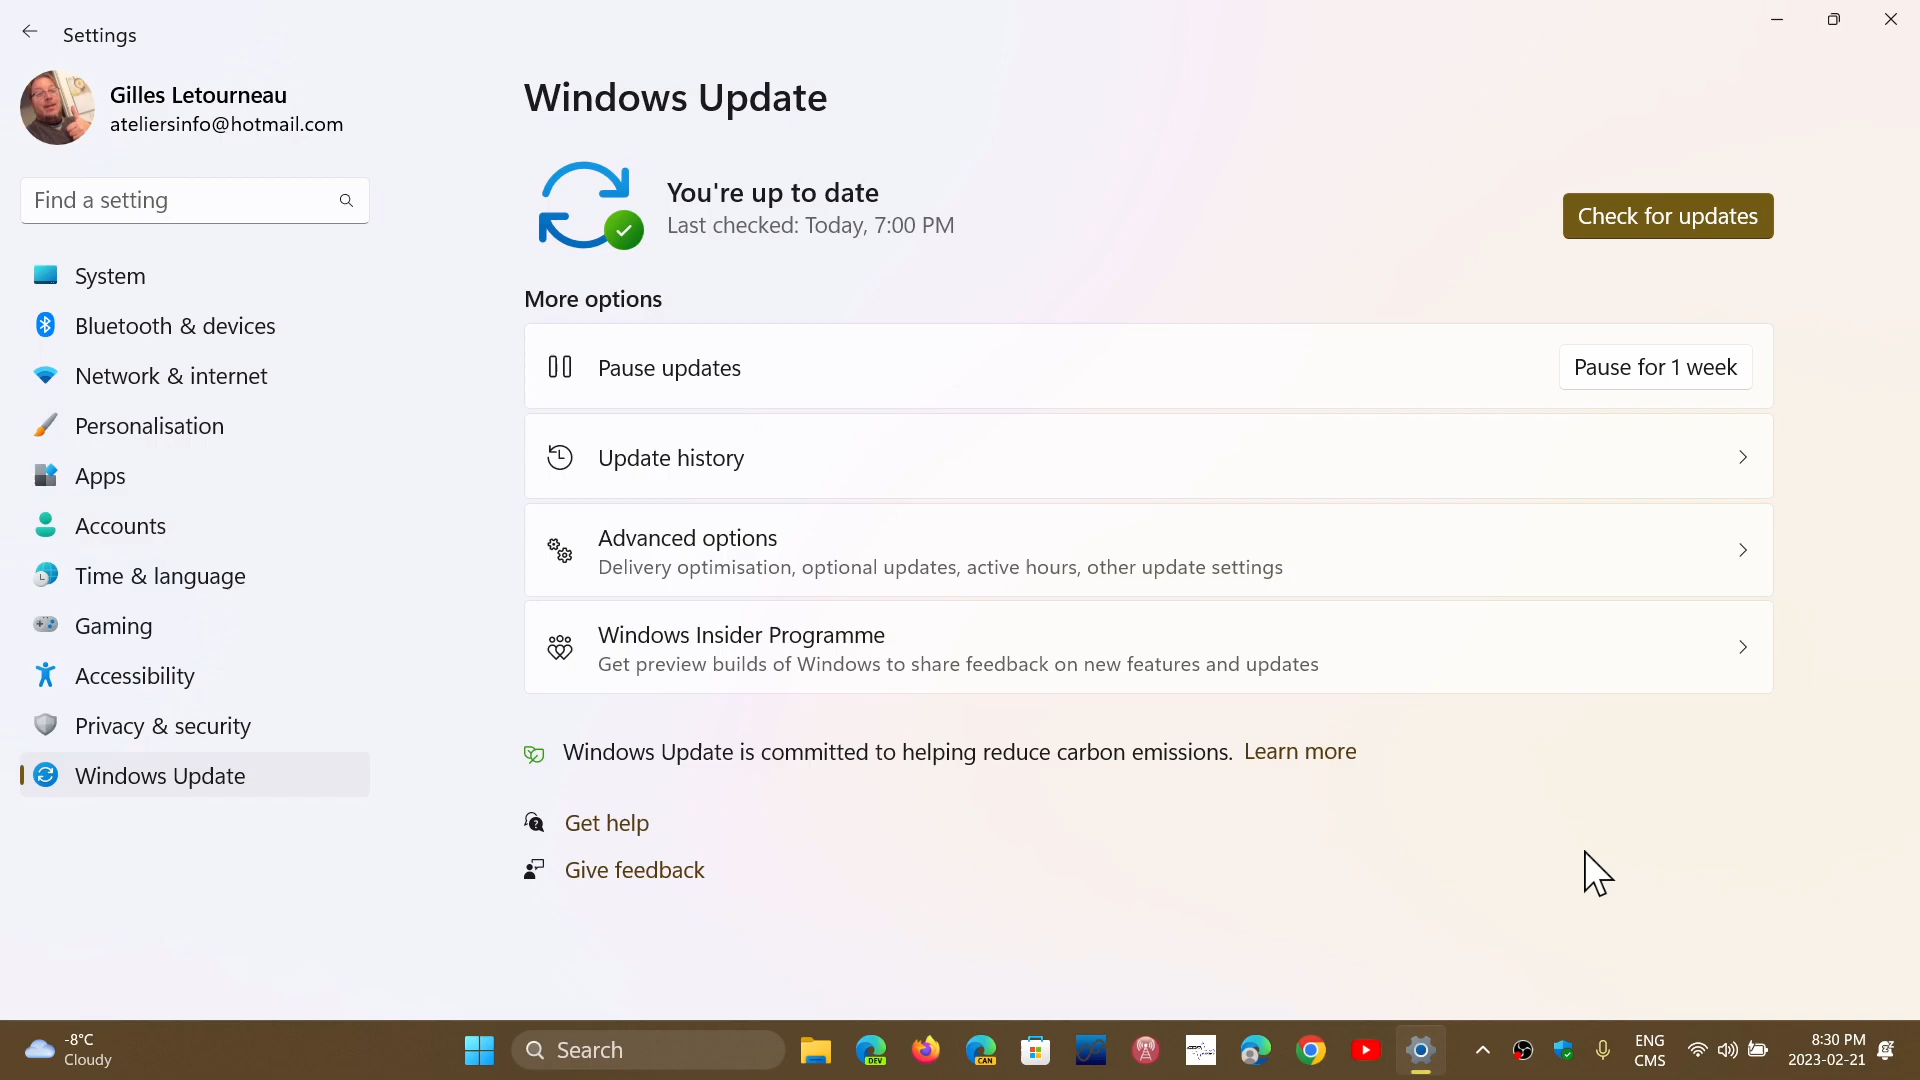 Settings
Gilles Letourneau
ateliersinfo@hotmail.com
Find a setting
System
Bluetooth & devices
Network & internet
Personalisation
Apps
Accounts
Time & language
Gaming
Accessibility
Privacy & security
Windows Update
Windows Update
You're up to date
Last checked: Today, 7:00 PM
Check for updates
More options
Pause updates
Pause for 1 week
Update history
Advanced options
Delivery optimisation, optional updates, active hours, other update settings
Windows Insider Programme
Get preview builds of Windows to share feedback on new features and updates
Windows Update is committed to helping reduce carbon emissions. Learn more
Get help
Give feedback
-8°C
Cloudy
Search
DEV
CAN
ENG
CMS
8:30 PM
2023-02-21